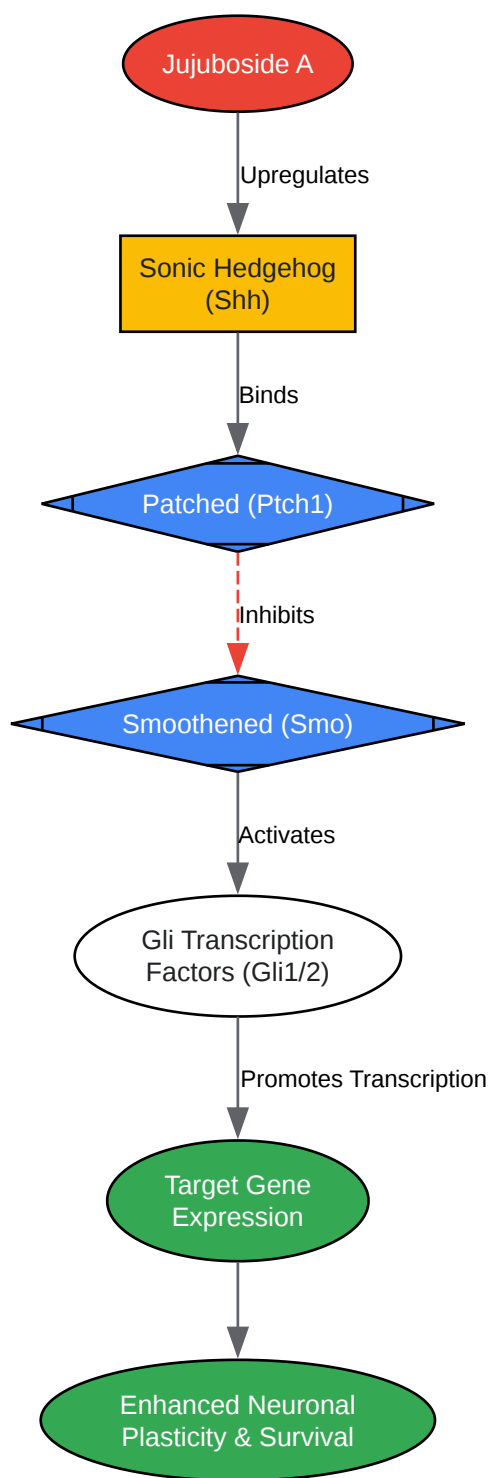 Jujuboside A
Upregulates
Sonic Hedgehog
(Shh)
Binds
Patched (Ptch1)
Inhibits
Smoothened (Smo)
Activates
Gli Transcription
Factors (Gli1/2)
Promotes Transcription
Target Gene
Expression
Enhanced Neuronal
Plasticity & Survival